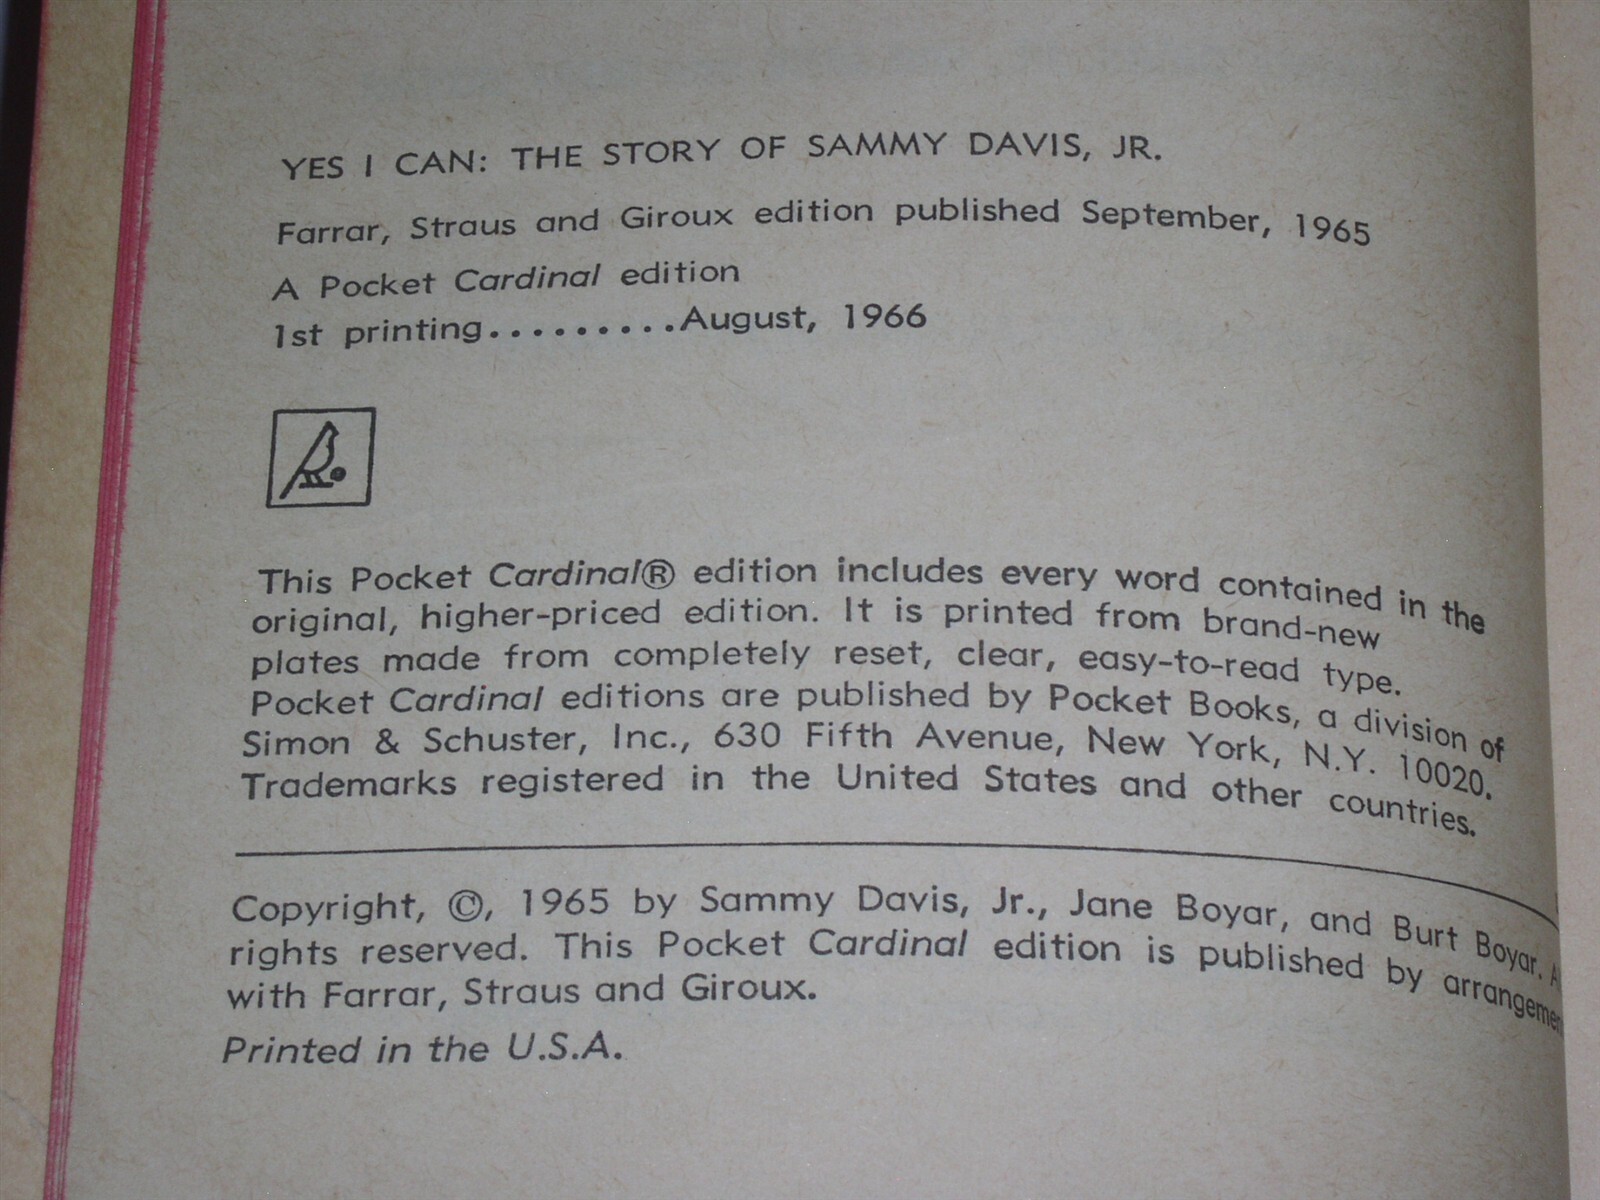 YES I CAN: THE STORY OF SAMMY DAVIS, JR.
Farrar, Straus and Giroux edition published September, 1965
A Pocket Cardinal edition
1st printing.........August, 1966
This Pocket Cardinal® edition includes every word contained in the
original, higher-priced edition. It is printed from brand-new
plates made from completely reset, clear, easy-to-read type.
Pocket Cardinal editions are published by Pocket Books, a division of
Simon & Schuster, Inc., 630 Fifth Avenue, New York, N.Y. 10020.
Trademarks registered in the United States and other countries.
Copyright, ©, 1965 by Sammy Davis, Jr., Jane Boyar, and Burt Boyar.
rights reserved. This Pocket Cardinal edition is published by
with Farrar, Straus and Giroux.
Printed in the U.S.A.